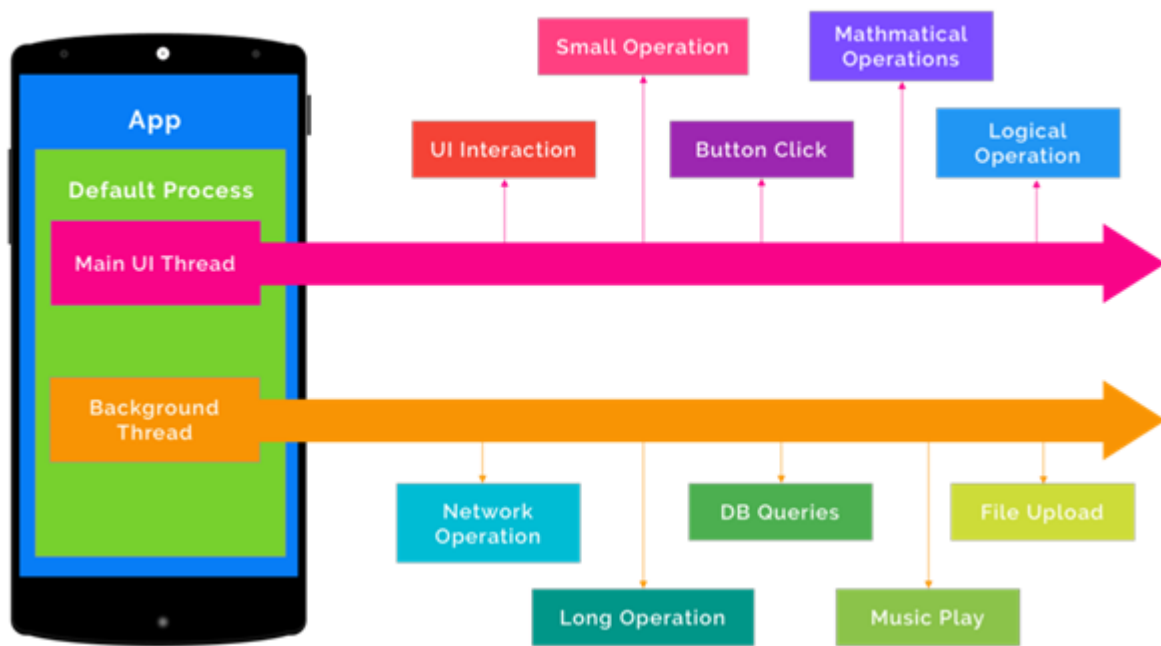 App
Default Process
Main UI Thread
Background
Thread
Small Operation
Mathmatical
Operations
UI Interaction
Button Click
Logical
Operation
Network
Operation
DB Queries
File Upload
Long Operation
Music Play